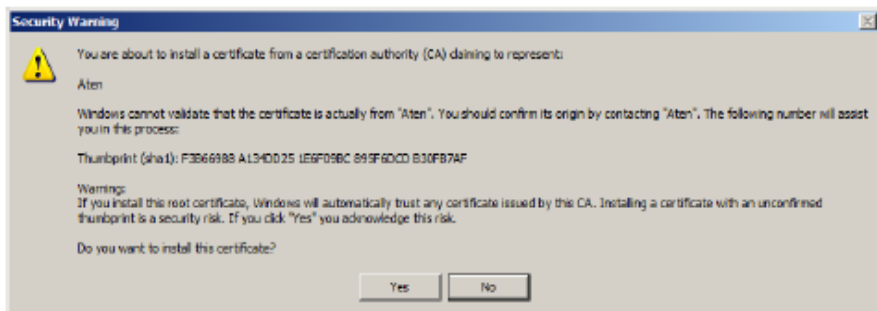 Security Warning
You are about to install a certificate from a certification authority (CA) claiming to represent:
Aten
Windows cannot validate that the certificate is actually from "Aten". You should confirm its origin by contacting "Aten". The following number will assist
you in this process:
Thumbprint (sha1): F3B66988 A134DD25 1E6F09BC 895F6DCD B30FB7AF
Warning:
If you install this root certificate, Windows will automatically trust any certificate issued by this CA. Installing a certificate with an unconfirmed
thumbprint is a security risk. If you click "Yes" you acknowledge this risk.
Do you want to install this certificate?
Yes No